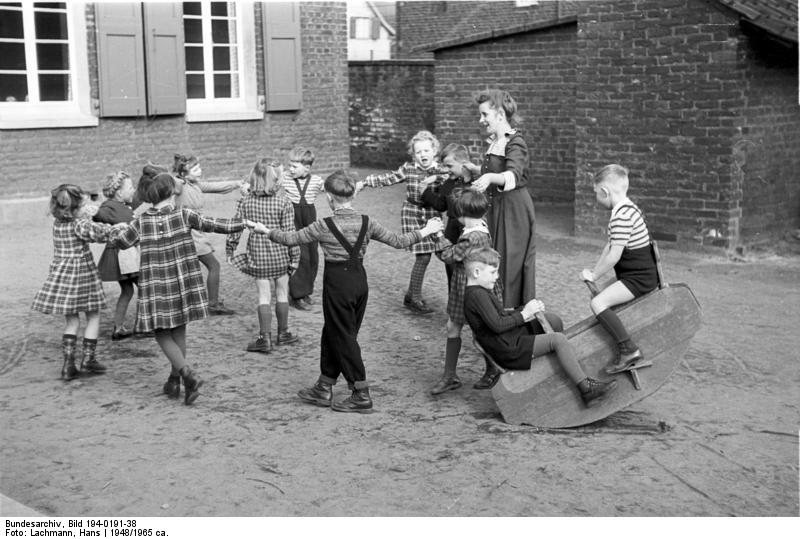 Bundesarchiv, Bild 194-0191-38
Foto: Lachmann, Hans | 1948/1965 ca.